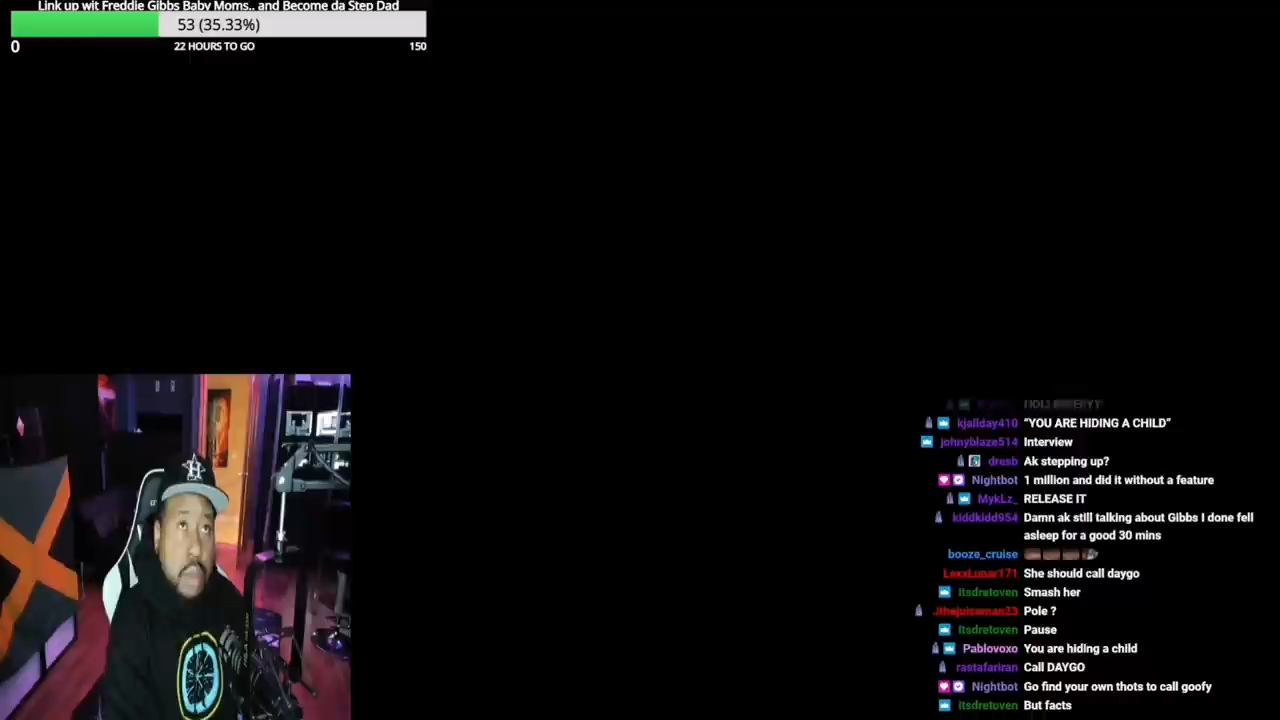 Link up wit Freddie Gibbs Baby Moms.. and Become da Step Dad
53 (35.33%)
0 22 HOURS TO GO 150
kjallday410 “YOU ARE HIDING A CHILD”
johnyblaze514 Interview
dresb Ak stepping up?
Nightbot 1 million and did it without a feature
MykLz_ RELEASE IT
kiddkidd954 Damn ak still talking about Gibbs I done fell
asleep for a good 30 mins
booze_cruise
LexxLunar171 She should call daygo
itsdretoven Smash her
Jthejuiceman23 Pole ?
itsdretoven Pause
Pablovoxo You are hiding a child
rastafariran Call DAYGO
Nightbot Go find your own thots to call goofy
itsdretoven But facts
H